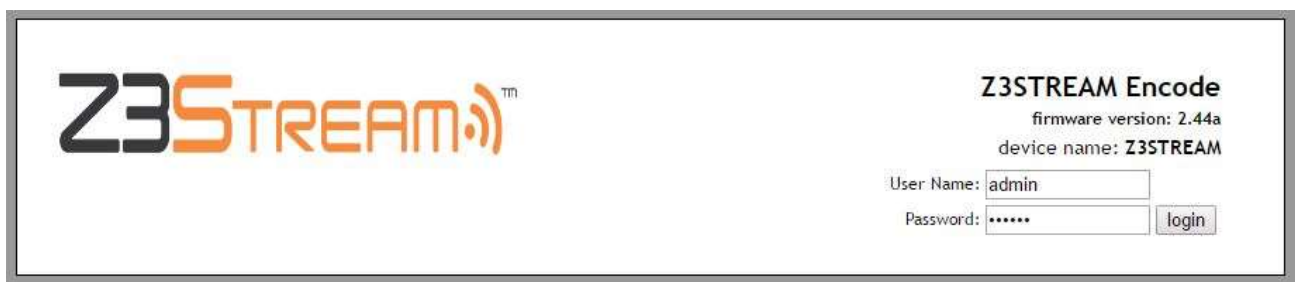 Z3STREAM™
Z3STREAM Encode
firmware version: 2.44a
device name: Z3STREAM
User Name: admin
Password: •••••• login